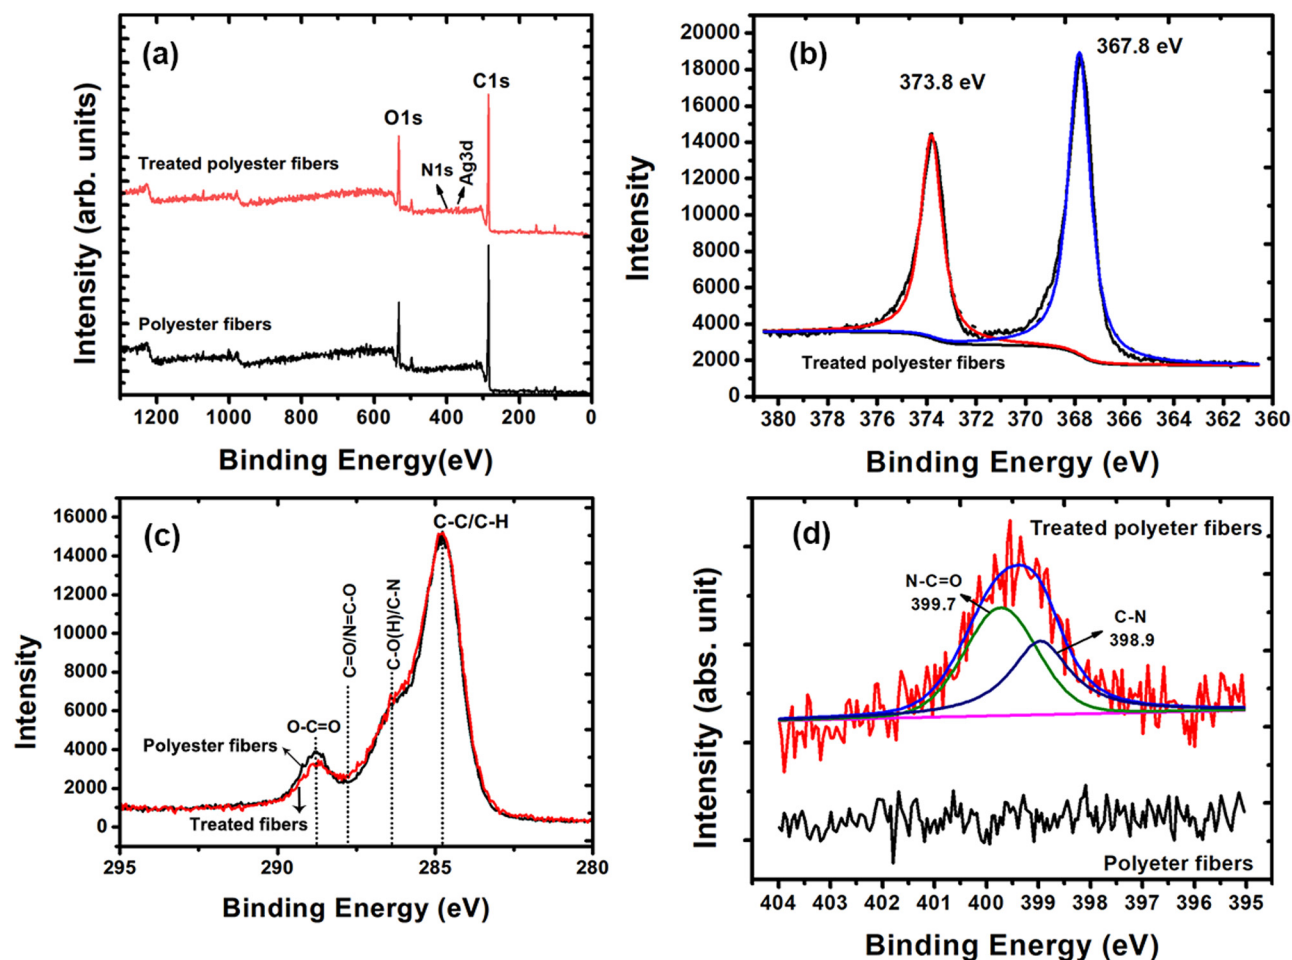 (a)
C1s
O1s
Treated polyester fibers
N1s
Ag3d
Polyester fibers
Intensity (arb. units)
1200 1000 800 600 400 200 0
Binding Energy(eV)
(b)
367.8 eV
373.8 eV
20000
18000
16000
14000
12000
10000
8000
6000
4000
2000
0
Intensity
Treated polyester fibers
380 378 376 374 372 370 368 366 364 362 360
Binding Energy (eV)
(c)
C-C/C-H
C=O/N=C-O
C-O(H)/C-N
O-C=O
Polyester fibers
Treated fibers
16000
14000
12000
10000
8000
6000
4000
2000
0
Intensity
295 290 285 280
Binding Energy (eV)
(d)
Treated polyeter fibers
N-C=O
399.7
C-N
398.9
Polyeter fibers
Intensity (abs. unit)
404 403 402 401 400 399 398 397 396 395
Binding Energy (eV)